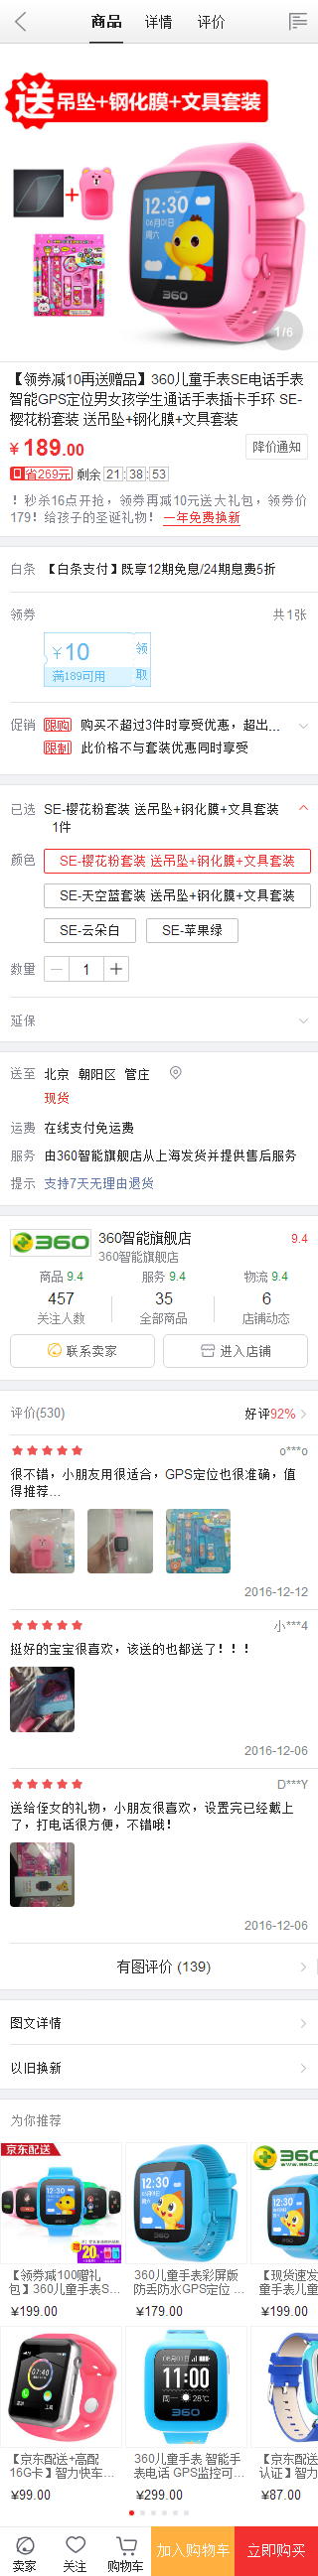 商品 详情 评价
送吊坠+钢化膜+文具套装
12:30
06月01日
周六
360
1/6
【领券减10再送赠品】360儿童手表SE电话手表
智能GPS定位男女孩学生通话手表插卡手环 SE-
樱花粉套装 送吊坠+钢化膜+文具套装
¥ 189.00
降价通知
省269元 剩余 21:38:53
！秒杀16点开抢，领券再减10元送大礼包，领券价
179！给孩子的圣诞礼物！ 一年免费换新
白条 【白条支付】既享12期免息/24期息费5折
领券 共1张
¥10 领取
满189可用
促销 限购 购买不超过3件时享受优惠，超出...
限制 此价格不与套装优惠同时享受
已选 SE-樱花粉套装 送吊坠+钢化膜+文具套装
1件
颜色 SE-樱花粉套装 送吊坠+钢化膜+文具套装
SE-天空蓝套装 送吊坠+钢化膜+文具套装
SE-云朵白 SE-苹果绿
数量 — 1 +
延保
送至 北京 朝阳区 管庄
现货
运费 在线支付免运费
服务 由360智能旗舰店从上海发货并提供售后服务
提示 支持7天无理由退货
360 360智能旗舰店 9.4
360智能旗舰店
商品 9.4 服务 9.4 物流 9.4
457 35 6
关注人数 全部商品 店铺动态
联系卖家 进入店铺
评价(530) 好评92%
o***o
很不错，小朋友用很适合，GPS定位也很准确，值
得推荐...
2016-12-12
小***4
挺好的宝宝很喜欢，该送的也都送了！！！
2016-12-06
D***Y
送给侄女的礼物，小朋友很喜欢，设置完已经戴上
了，打电话很方便，不错哦！
2016-12-06
有图评价 (139)
图文详情
以旧换新
为你推荐
京东配送
【领券减100赠礼 360儿童手表彩屏版 【现货速发
包】360儿童手表S... 防丢防水GPS定位 ... 童手表儿童
¥199.00 ¥179.00 ¥199.00
11:00
周一 28℃
360
【京东配送+高配 360儿童手表 智能手 【京东配送
16G卡】智力快车... 表电话 GPS监控可... 认证】智力
¥99.00 ¥299.00 ¥87.00
卖家 关注 购物车 加入购物车 立即购买